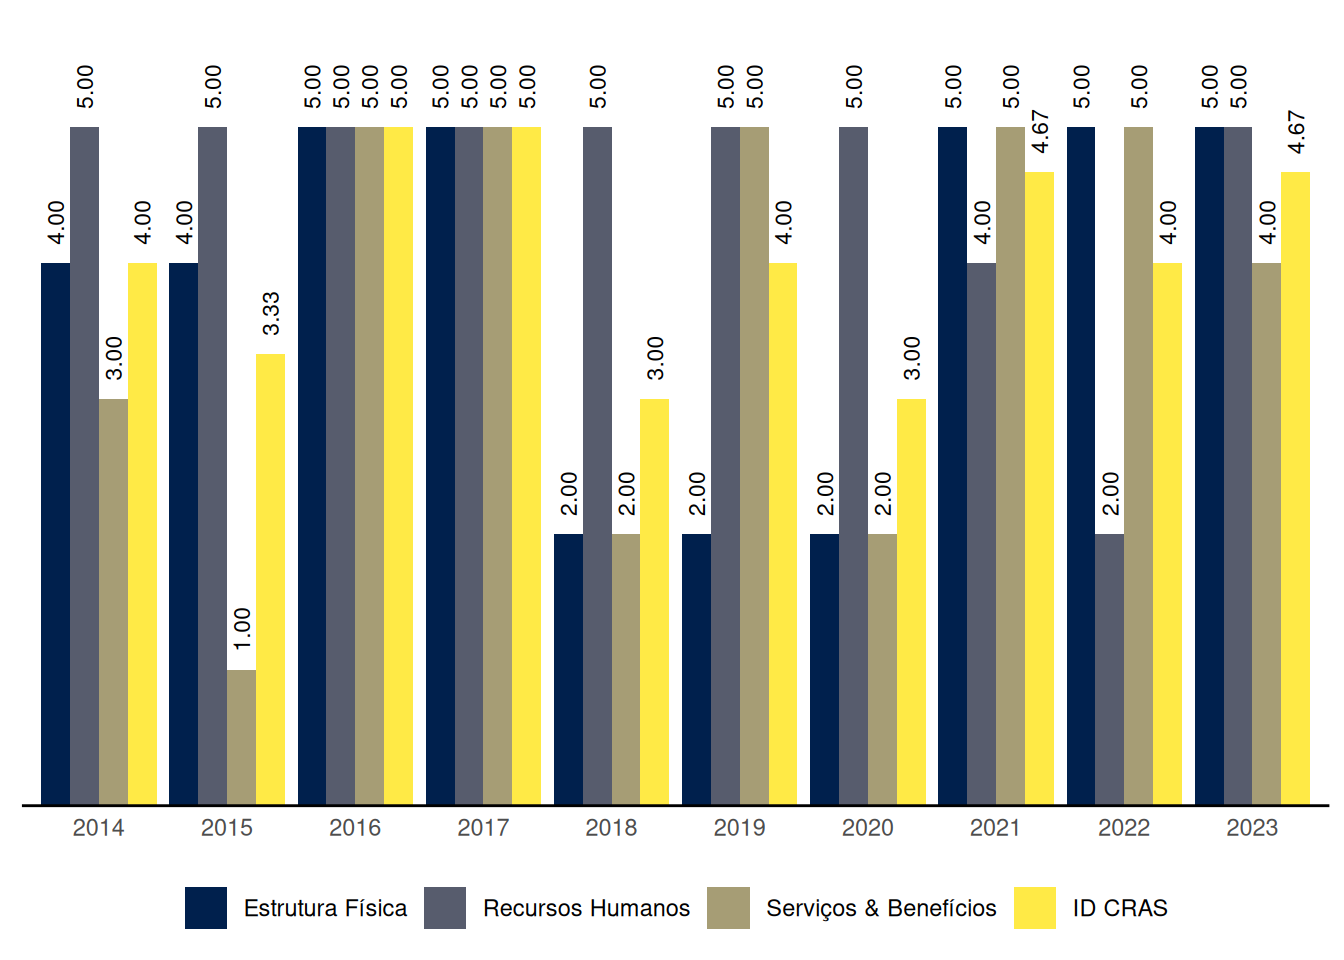 4.00 5.00 3.00 4.00
4.00 5.00 1.00 3.33
5.00 5.00 5.00 5.00
5.00 5.00 5.00 5.00
2.00 5.00 2.00 3.00
2.00 5.00 5.00 4.00
2.00 5.00 2.00 3.00
5.00 4.00 5.00 4.67
5.00 2.00 5.00 4.00
5.00 5.00 4.00 4.67
2014 2015 2016 2017 2018 2019 2020 2021 2022 2023
Estrutura Física Recursos Humanos Serviços & Benefícios ID CRAS